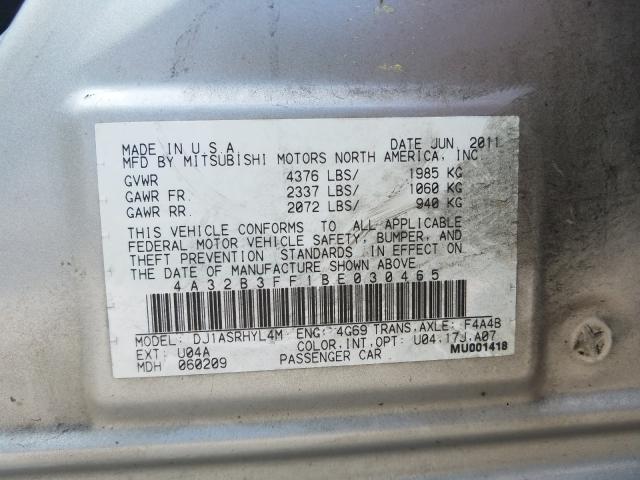 MADE IN U.S.A. DATE JUN, 2011
MFD BY MITSUBISHI MOTORS NORTH AMERICA, INC
GVWR 4376 LBS/ 1985 KG
GAWR FR. 2337 LBS/ 1060 KG
GAWR RR. 2072 LBS/ 940 KG
THIS VEHICLE CONFORMS TO ALL APPLICABLE
FEDERAL MOTOR VEHICLE SAFETY, BUMPER, AND
THEFT PREVENTION STANDARDS IN EFFECT ON
THE DATE OF MANUFACTURE SHOWN ABOVE.
4A32B3FF1BE030465
MODEL: DJ1ASRHYL4M ENG: 4G69 TRANS.AXLE: F4A4B
EXT: U04A COLOR.INT.OPT: U04.17J.A07
MDH 060209 PASSENGER CAR MU001418